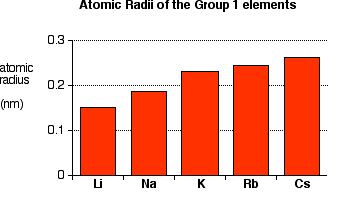 Atomic Radii of the Group 1 elements
atomic
radius
(nm)
0.3
0.2
0.1
0
Li Na K Rb Cs